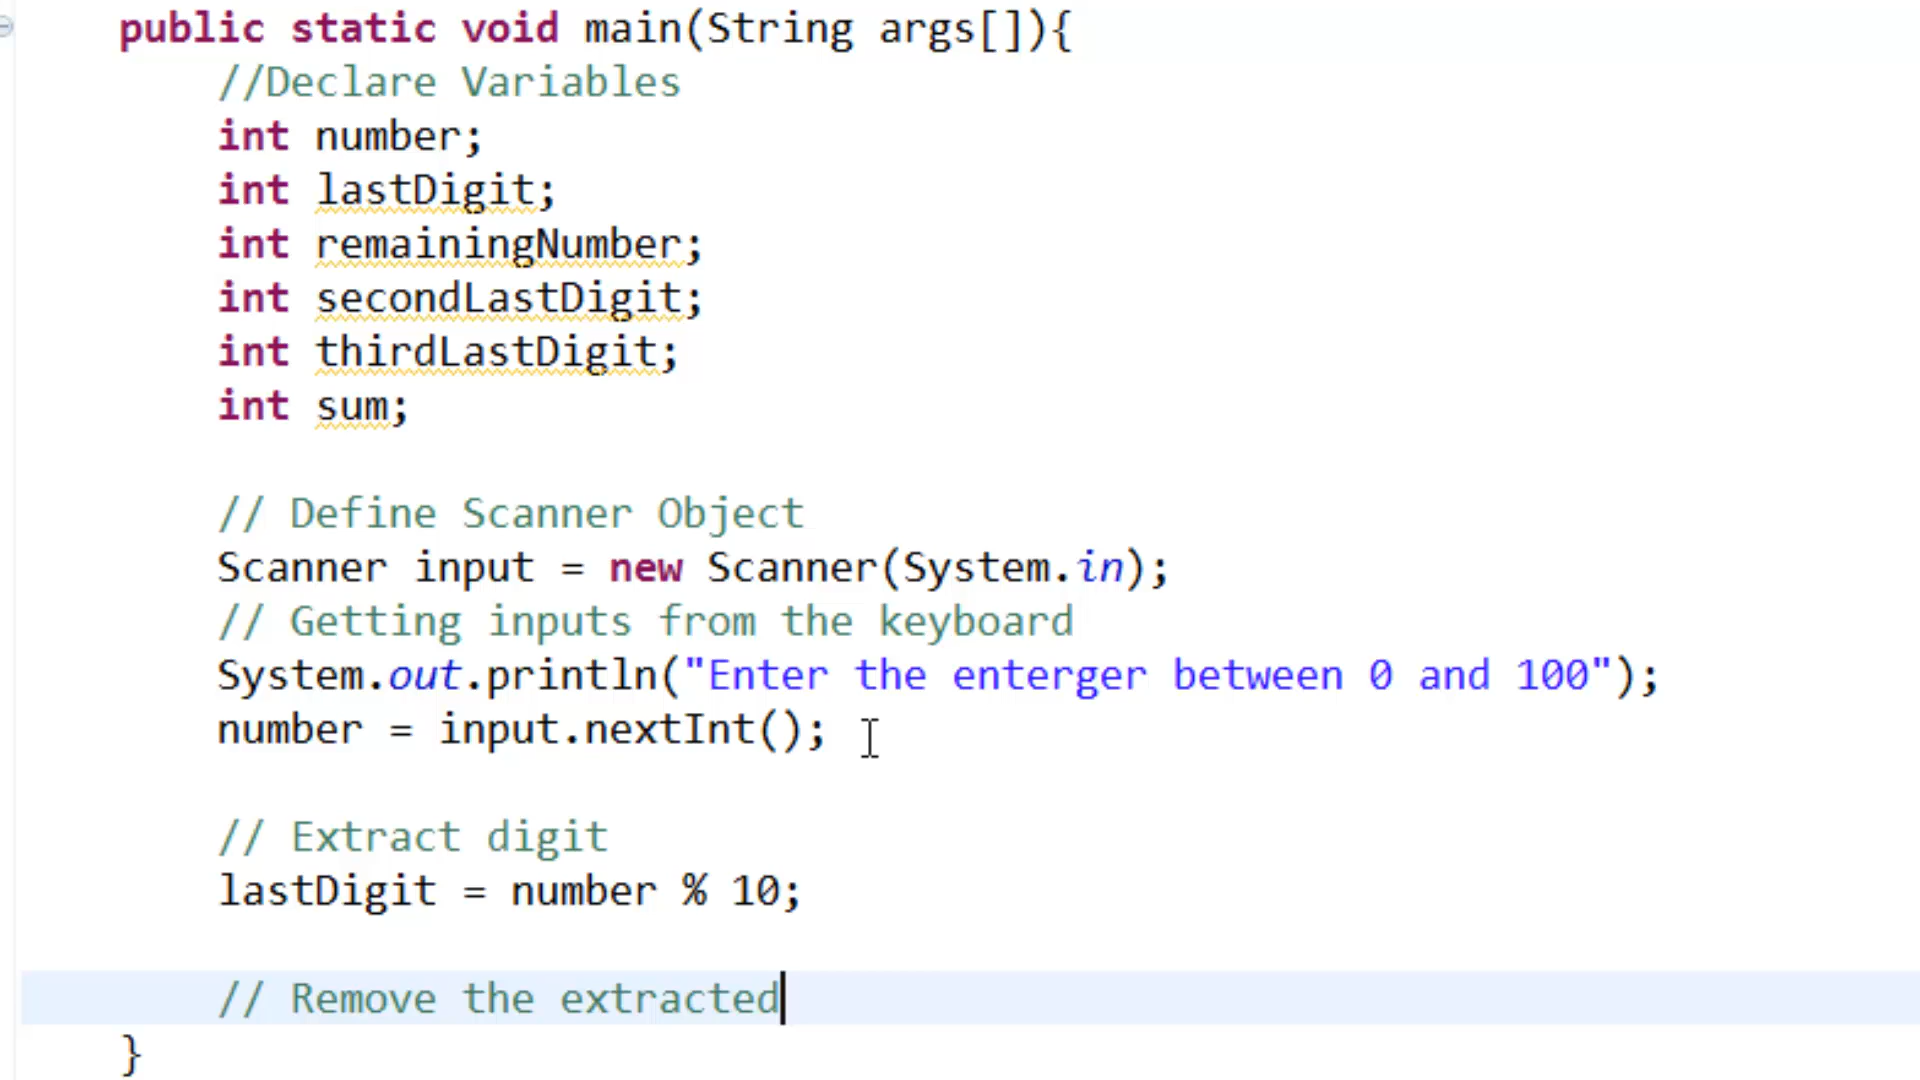 public static void main(String args[]){
//Declare Variables
int number;
int lastDigit;
int remainingNumber;
int secondLastDigit;
int thirdLastDigit;
int sum;
// Define Scanner Object
Scanner input = new Scanner(System.in);
// Getting inputs from the keyboard
System.out.println("Enter the enterger between 0 and 100");
number = input.nextInt();
// Extract digit
lastDigit = number % 10;
// Remove the extracted
}